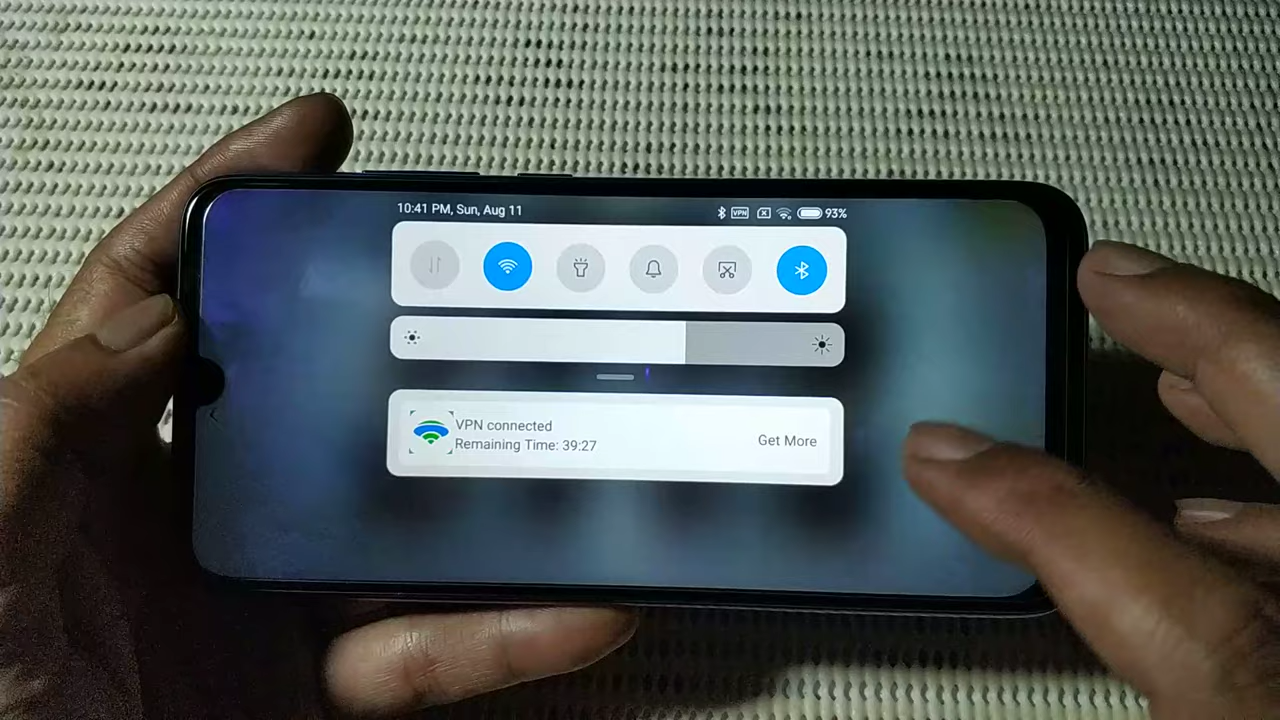 10:41 PM, Sun, Aug 11
VPN
93%
VPN connected
Remaining Time: 39:27
Get More